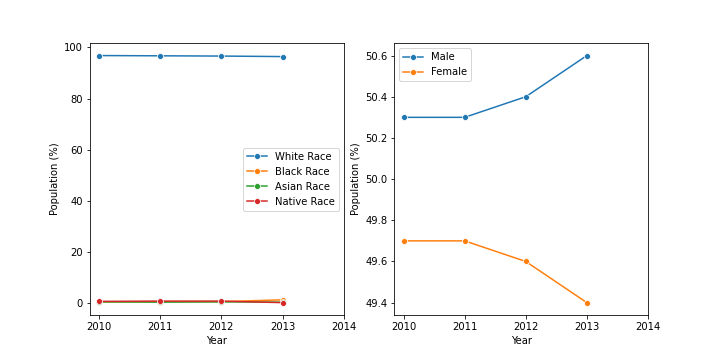 100
80
60
40
20
0
Population (%)
White Race
Black Race
Asian Race
Native Race
2010 2011 2012 2013 2014
Year
50.6
50.4
50.2
50.0
49.8
49.6
49.4
Population (%)
Male
Female
2010 2011 2012 2013 2014
Year